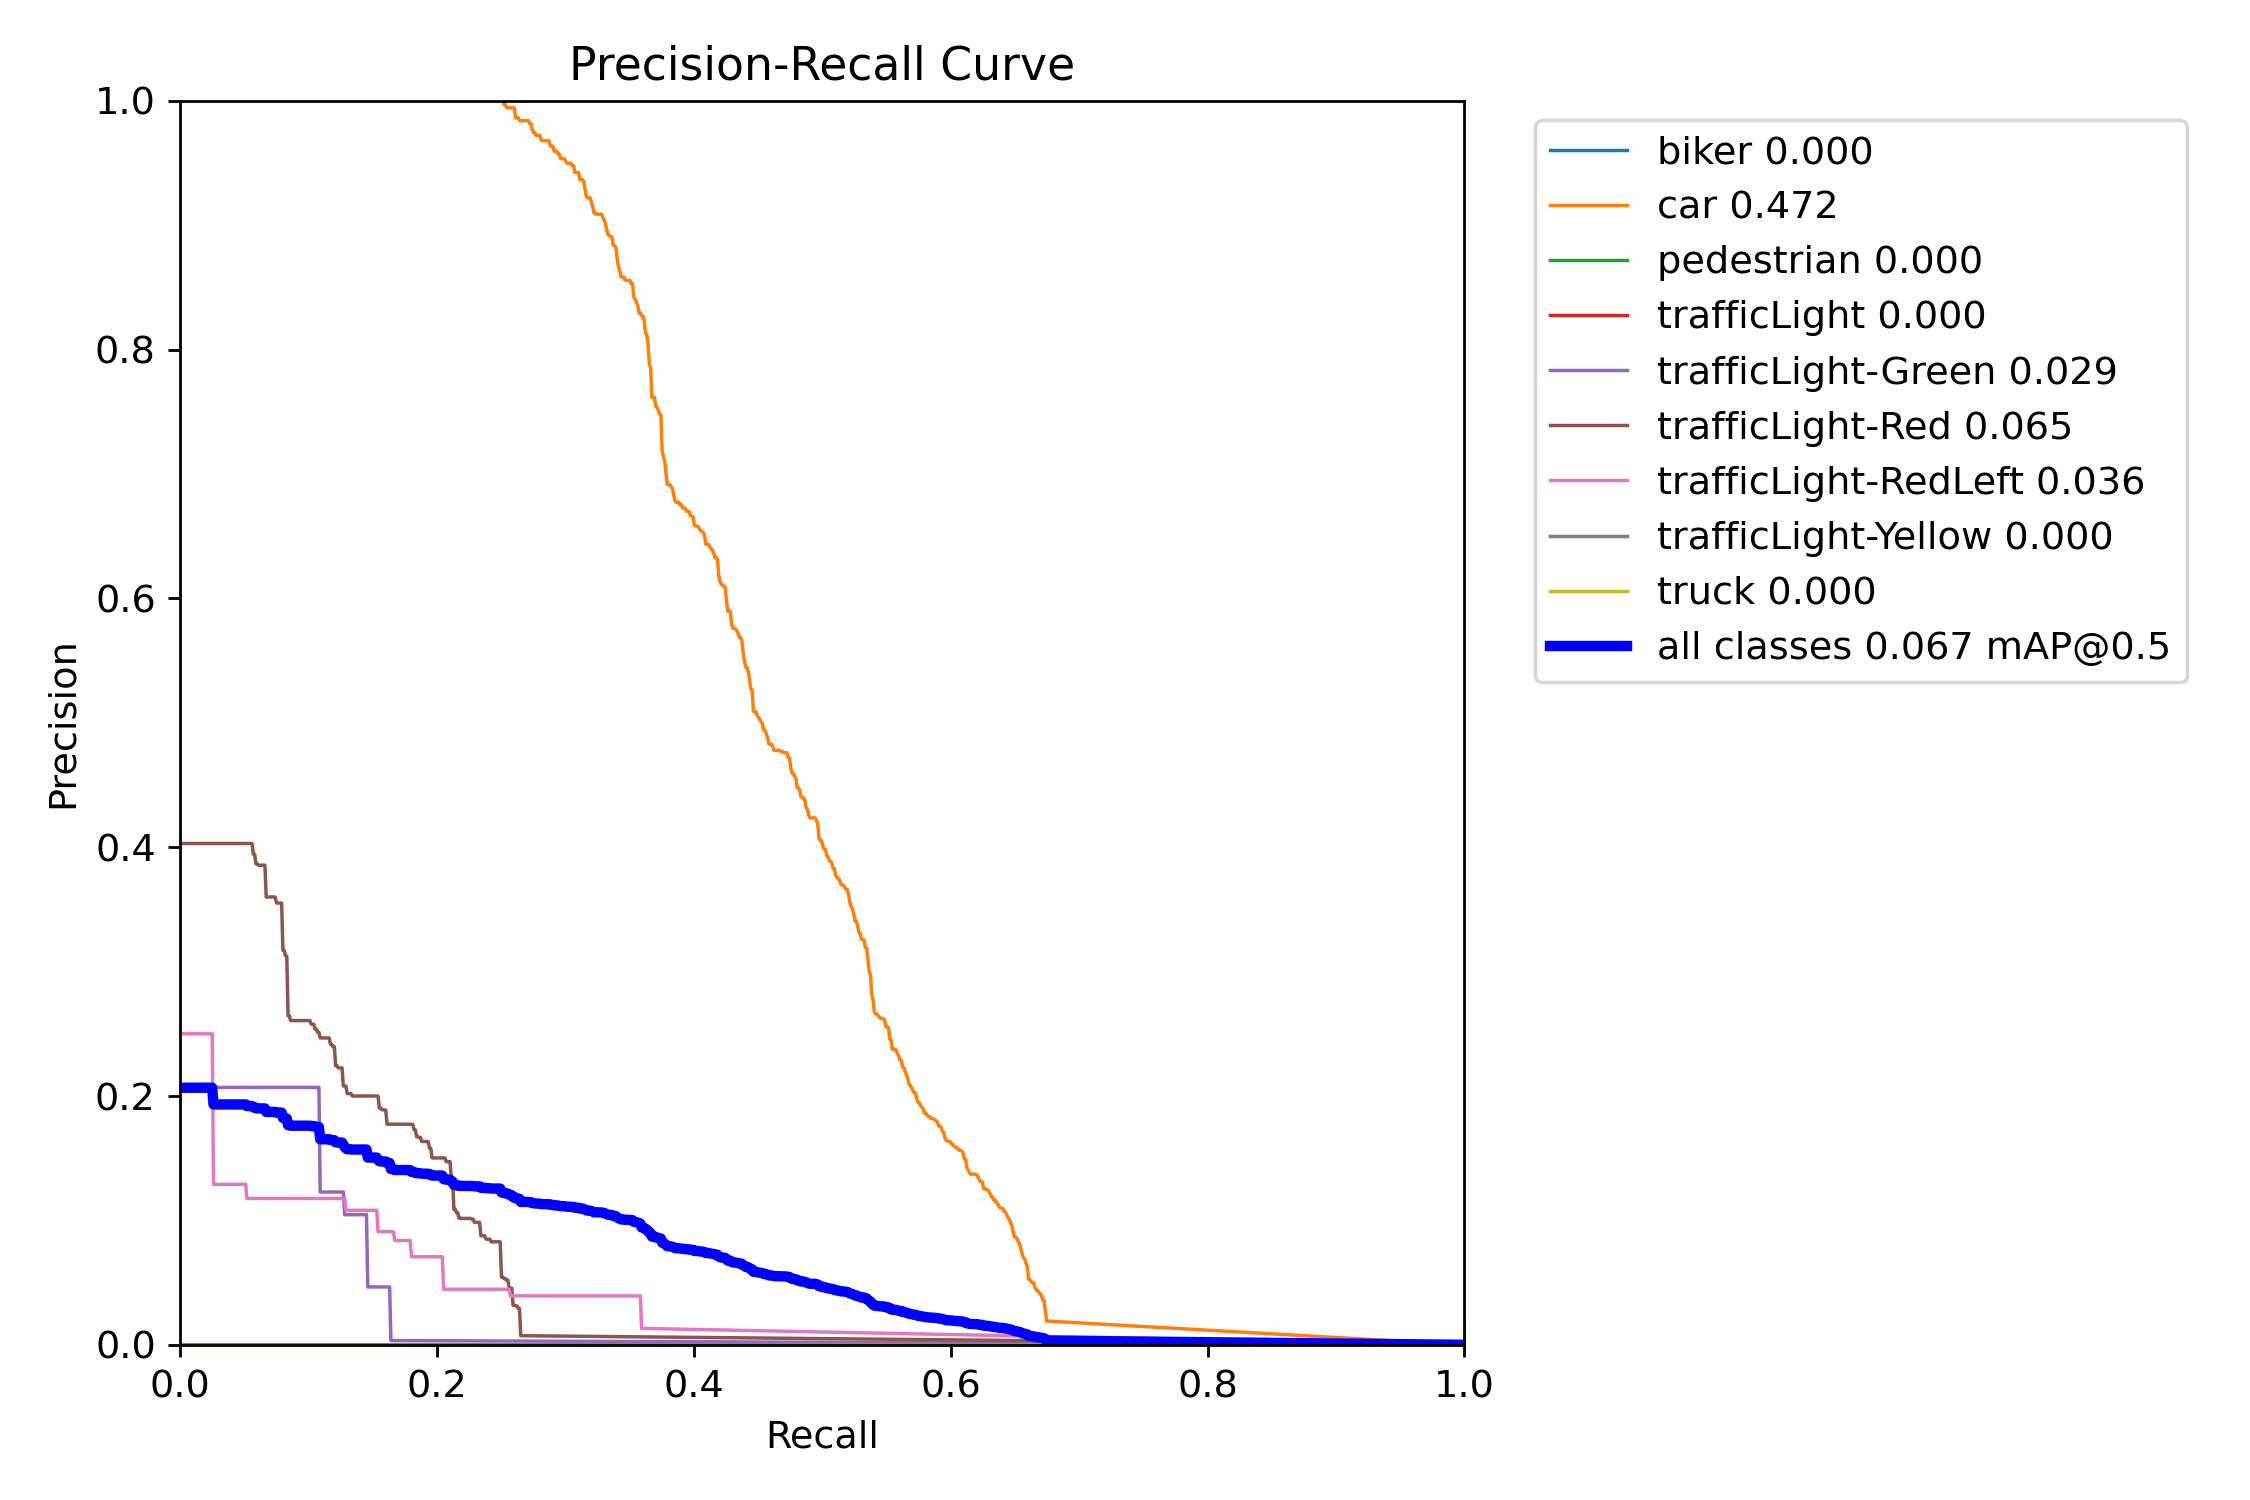 Precision-Recall Curve
1.0
0.8
0.6
0.4
0.2
0.0
Precision
0.0 0.2 0.4 0.6 0.8 1.0
Recall
biker 0.000
car 0.472
pedestrian 0.000
trafficLight 0.000
trafficLight-Green 0.029
trafficLight-Red 0.065
trafficLight-RedLeft 0.036
trafficLight-Yellow 0.000
truck 0.000
all classes 0.067 mAP@0.5